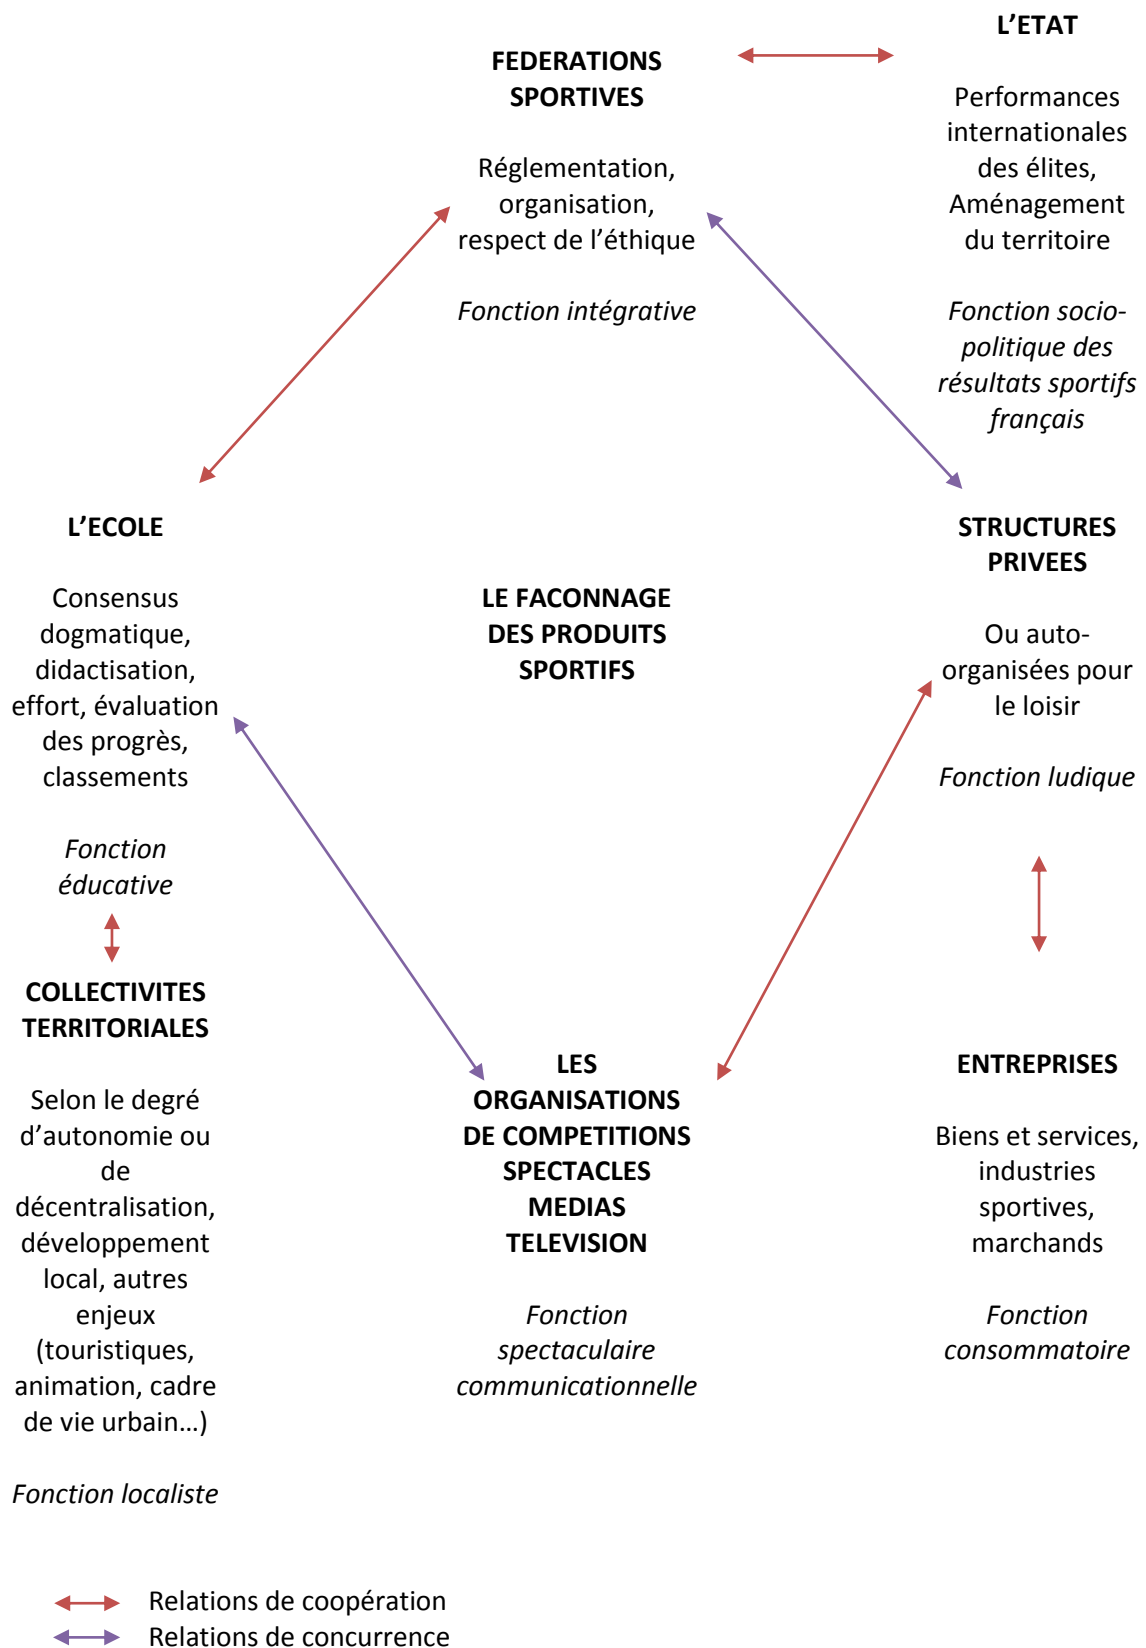 L’ETAT
Performances
internationales
des élites,
Aménagement
du territoire
Fonction socio-
politique des
résultats sportifs
français
FEDERATIONS
SPORTIVES
Réglementation,
organisation,
respect de l’éthique
Fonction intégrative
L’ECOLE
Consensus
dogmatique,
didactisation,
effort, évaluation
des progrès,
classements
Fonction
éducative
LE FACONNAGE
DES PRODUITS
SPORTIFS
STRUCTURES
PRIVEES
Ou auto-
organisées pour
le loisir
Fonction ludique
COLLECTIVITES
TERRITORIALES
Selon le degré
d’autonomie ou
de
décentralisation,
développement
local, autres
enjeux
(touristiques,
animation, cadre
de vie urbain…)
Fonction localiste
LES
ORGANISATIONS
DE COMPETITIONS
SPECTACLES
MEDIAS
TELEVISION
Fonction
spectaculaire
communicationnelle
ENTREPRISES
Biens et services,
industries
sportives,
marchands
Fonction
consommatoire
Relations de coopération
Relations de concurrence